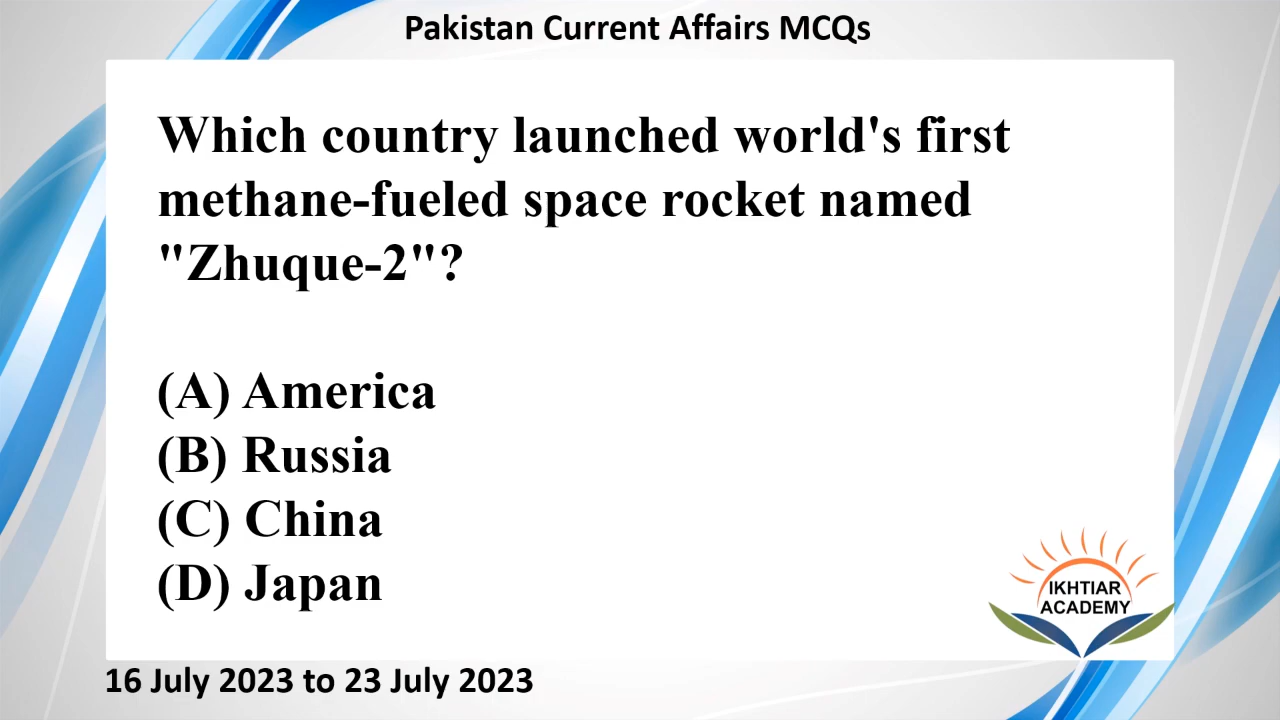 Pakistan Current Affairs MCQs
Which country launched world's first
methane-fueled space rocket named
"Zhuque-2"?
(A) America
(B) Russia
(C) China
(D) Japan
IKHTIAR
ACADEMY
16 July 2023 to 23 July 2023